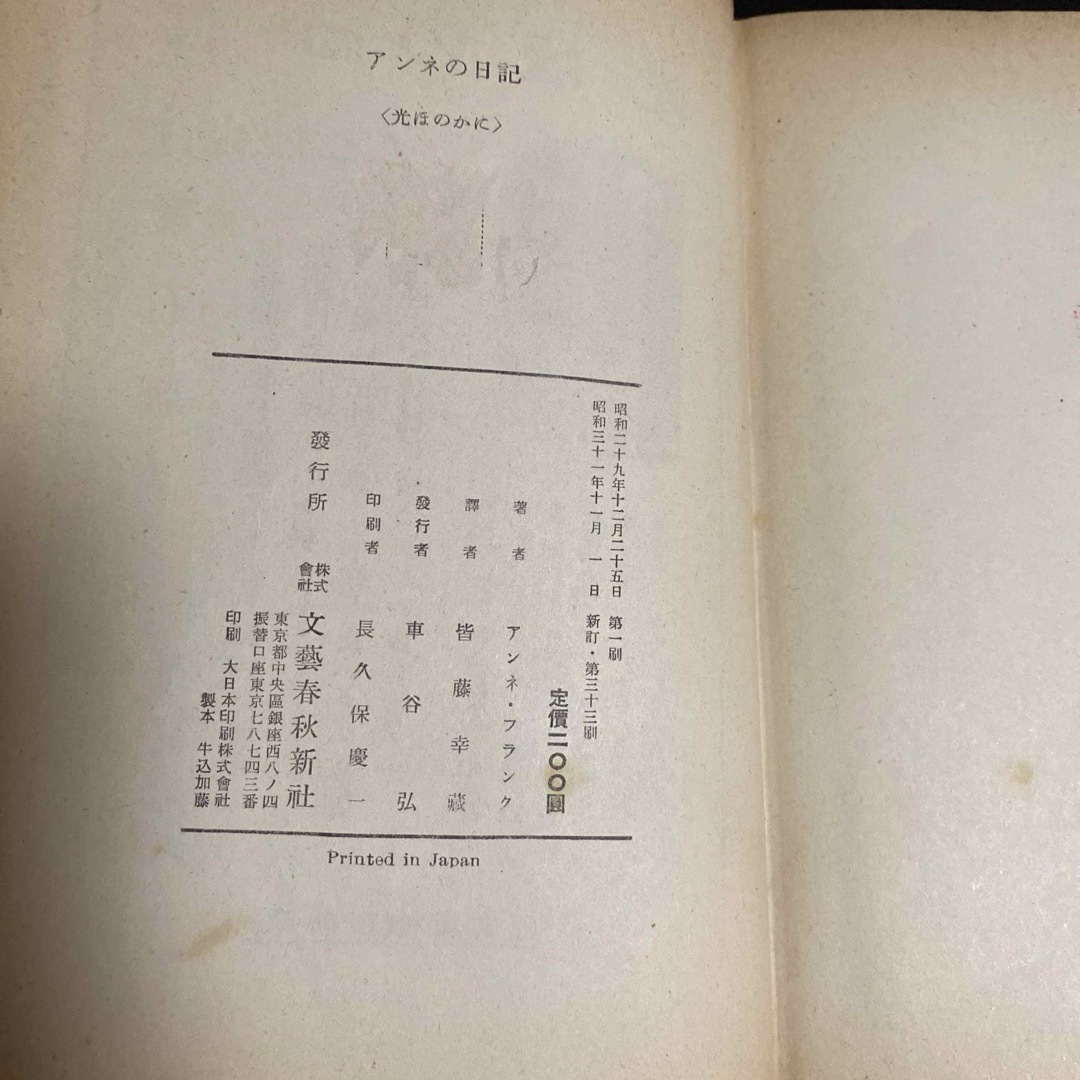 アンネの日記
〈光ほのかに〉
昭和二十九年十二月二十五日 第一刷
昭和三十一年十一月 一 日 新訂・第三十三刷
定價二〇〇圓
著者 アンネ・フランク
譯者 皆藤幸藏
發行者 車谷弘
印刷者 長久保慶一
發行所 株式會社 文藝春秋新社
東京都中央區銀座西八ノ四
振替口座東京七八七四三番
印刷 大日本印刷株式會社
製本 牛込加藤
Printed in Japan